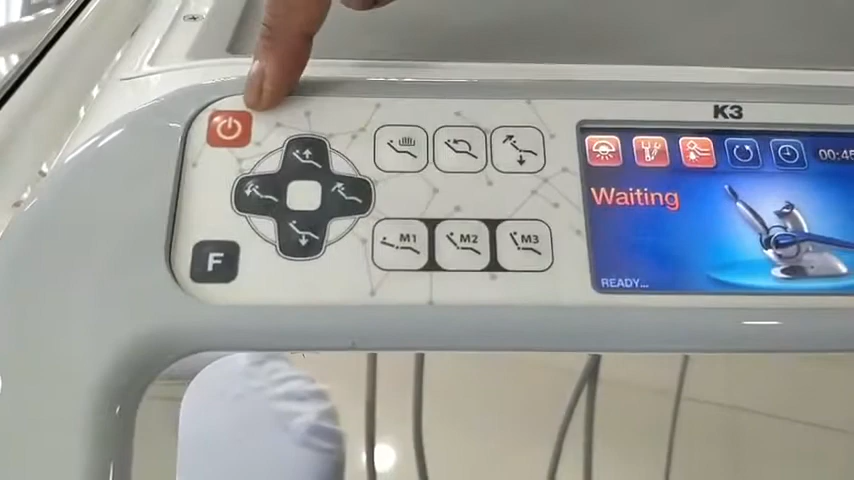 K3
Waiting
00:45
M1 M2 M3
F
READY...